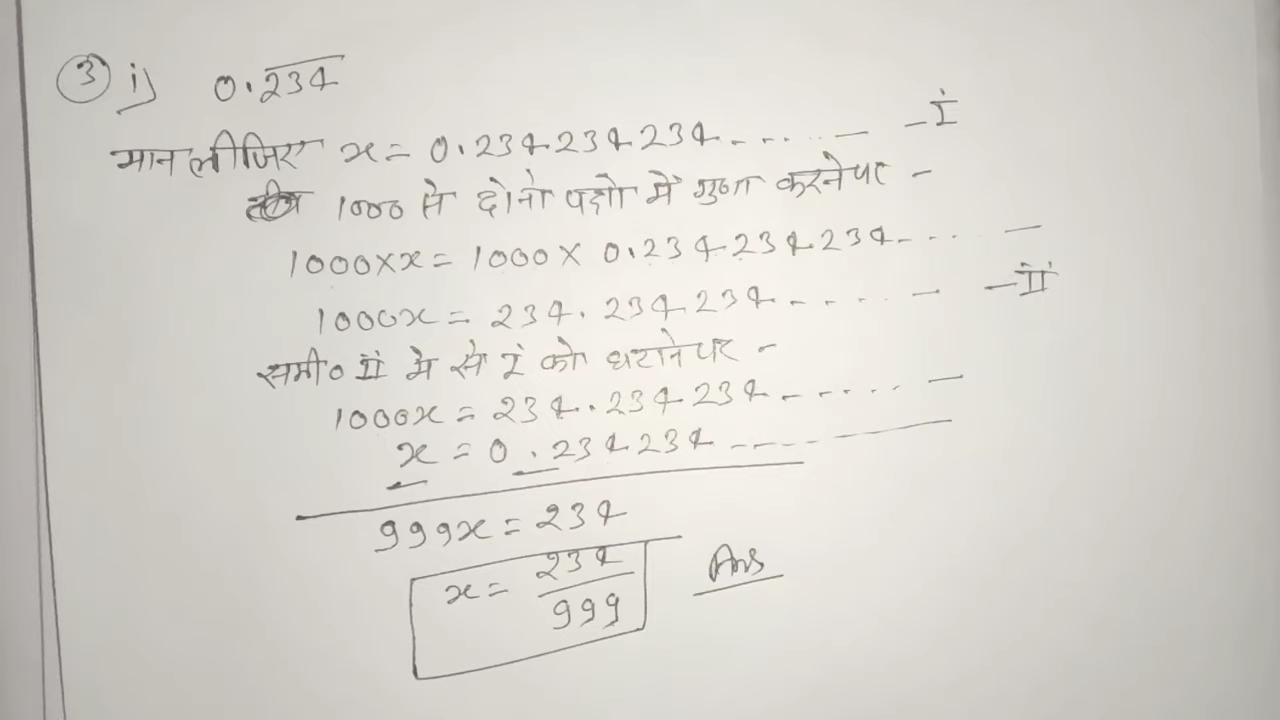 ③ i) 0.2̅3̅4̅
मान लीजिए x = 0.234234234....... — -I
1000 से दोनो पक्षो में गुणा करने पर -
1000×x = 1000× 0.234234234.... —
1000x = 234.234234..... — -II
समी० II में से I को घटाने पर -
1000x = 234.234234....... —
x = 0.234234....
999x = 234
x = 234/999 Ans